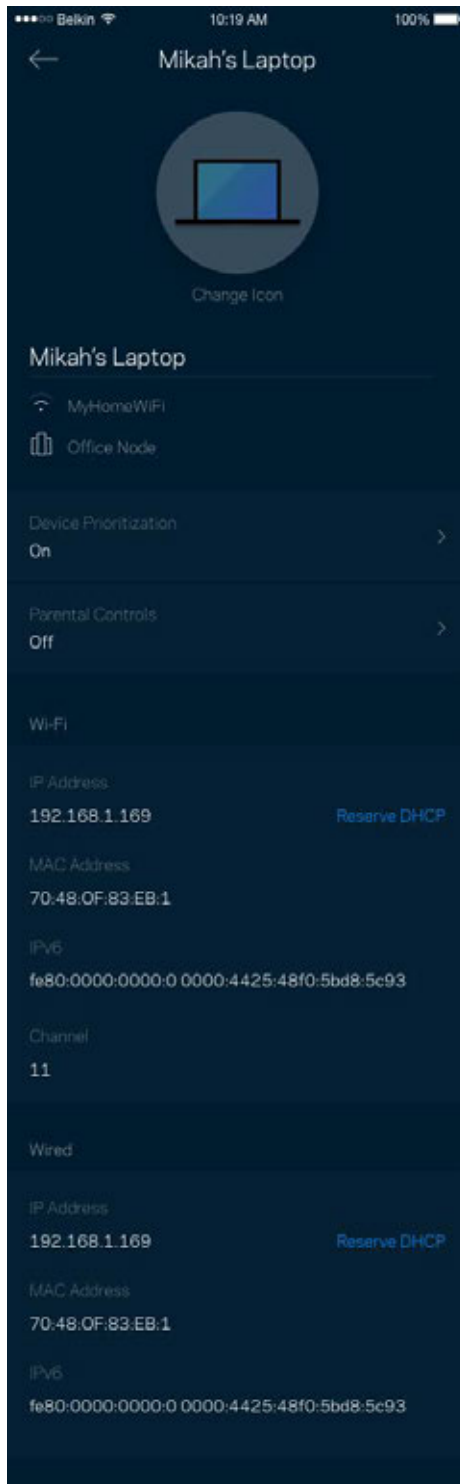 Belkin 10:19 AM 100%
Mikah's Laptop
Change Icon
Mikah's Laptop
MyHomeWiFi
Office Node
Device Prioritization
On
Parental Controls
Off
Wi-Fi
IP Address
192.168.1.169 Reserve DHCP
MAC Address
70:48:0F:83:EB:1
IPv6
fe80:0000:0000:0 0000:4425:48f0:5bd8:5c93
Channel
11
Wired
IP Address
192.168.1.169 Reserve DHCP
MAC Address
70:48:0F:83:EB:1
IPv6
fe80:0000:0000:0 0000:4425:48f0:5bd8:5c93